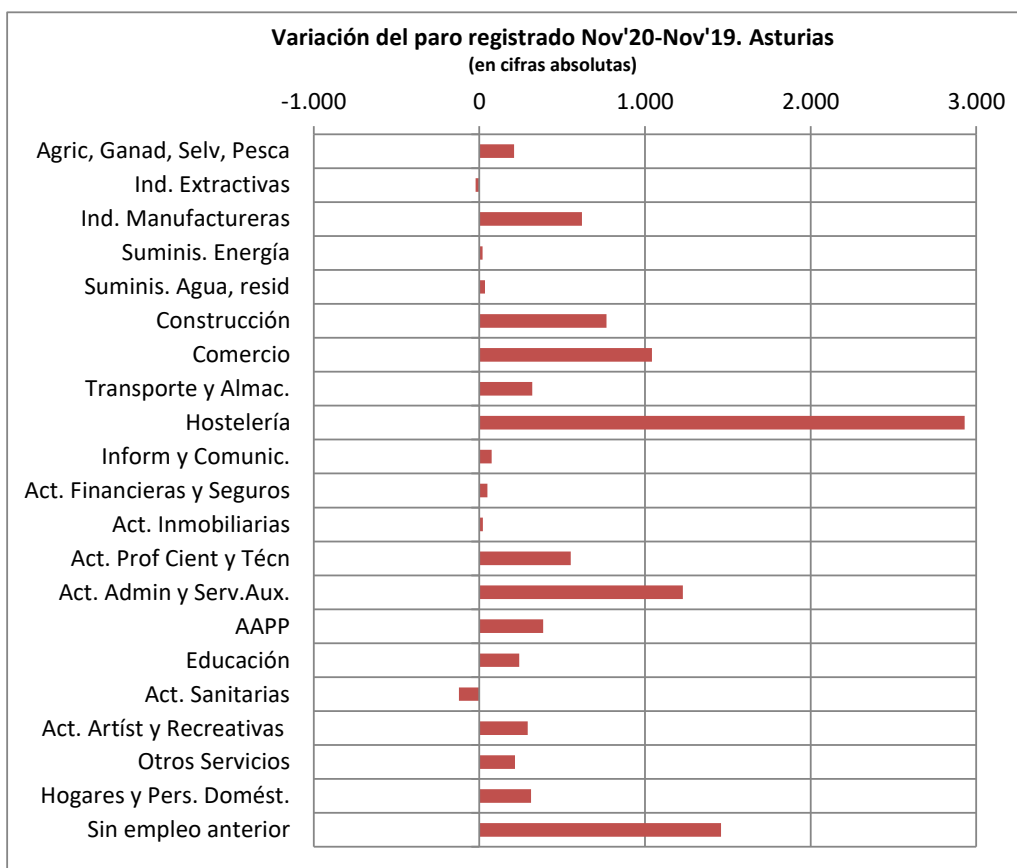 Variación del paro registrado Nov'20-Nov'19. Asturias
(en cifras absolutas)
-1.000 0 1.000 2.000 3.000
Agric, Ganad, Selv, Pesca
Ind. Extractivas
Ind. Manufactureras
Suminis. Energía
Suminis. Agua, resid
Construcción
Comercio
Transporte y Almac.
Hostelería
Inform y Comunic.
Act. Financieras y Seguros
Act. Inmobiliarias
Act. Prof Cient y Técn
Act. Admin y Serv.Aux.
AAPP
Educación
Act. Sanitarias
Act. Artíst y Recreativas
Otros Servicios
Hogares y Pers. Domést.
Sin empleo anterior